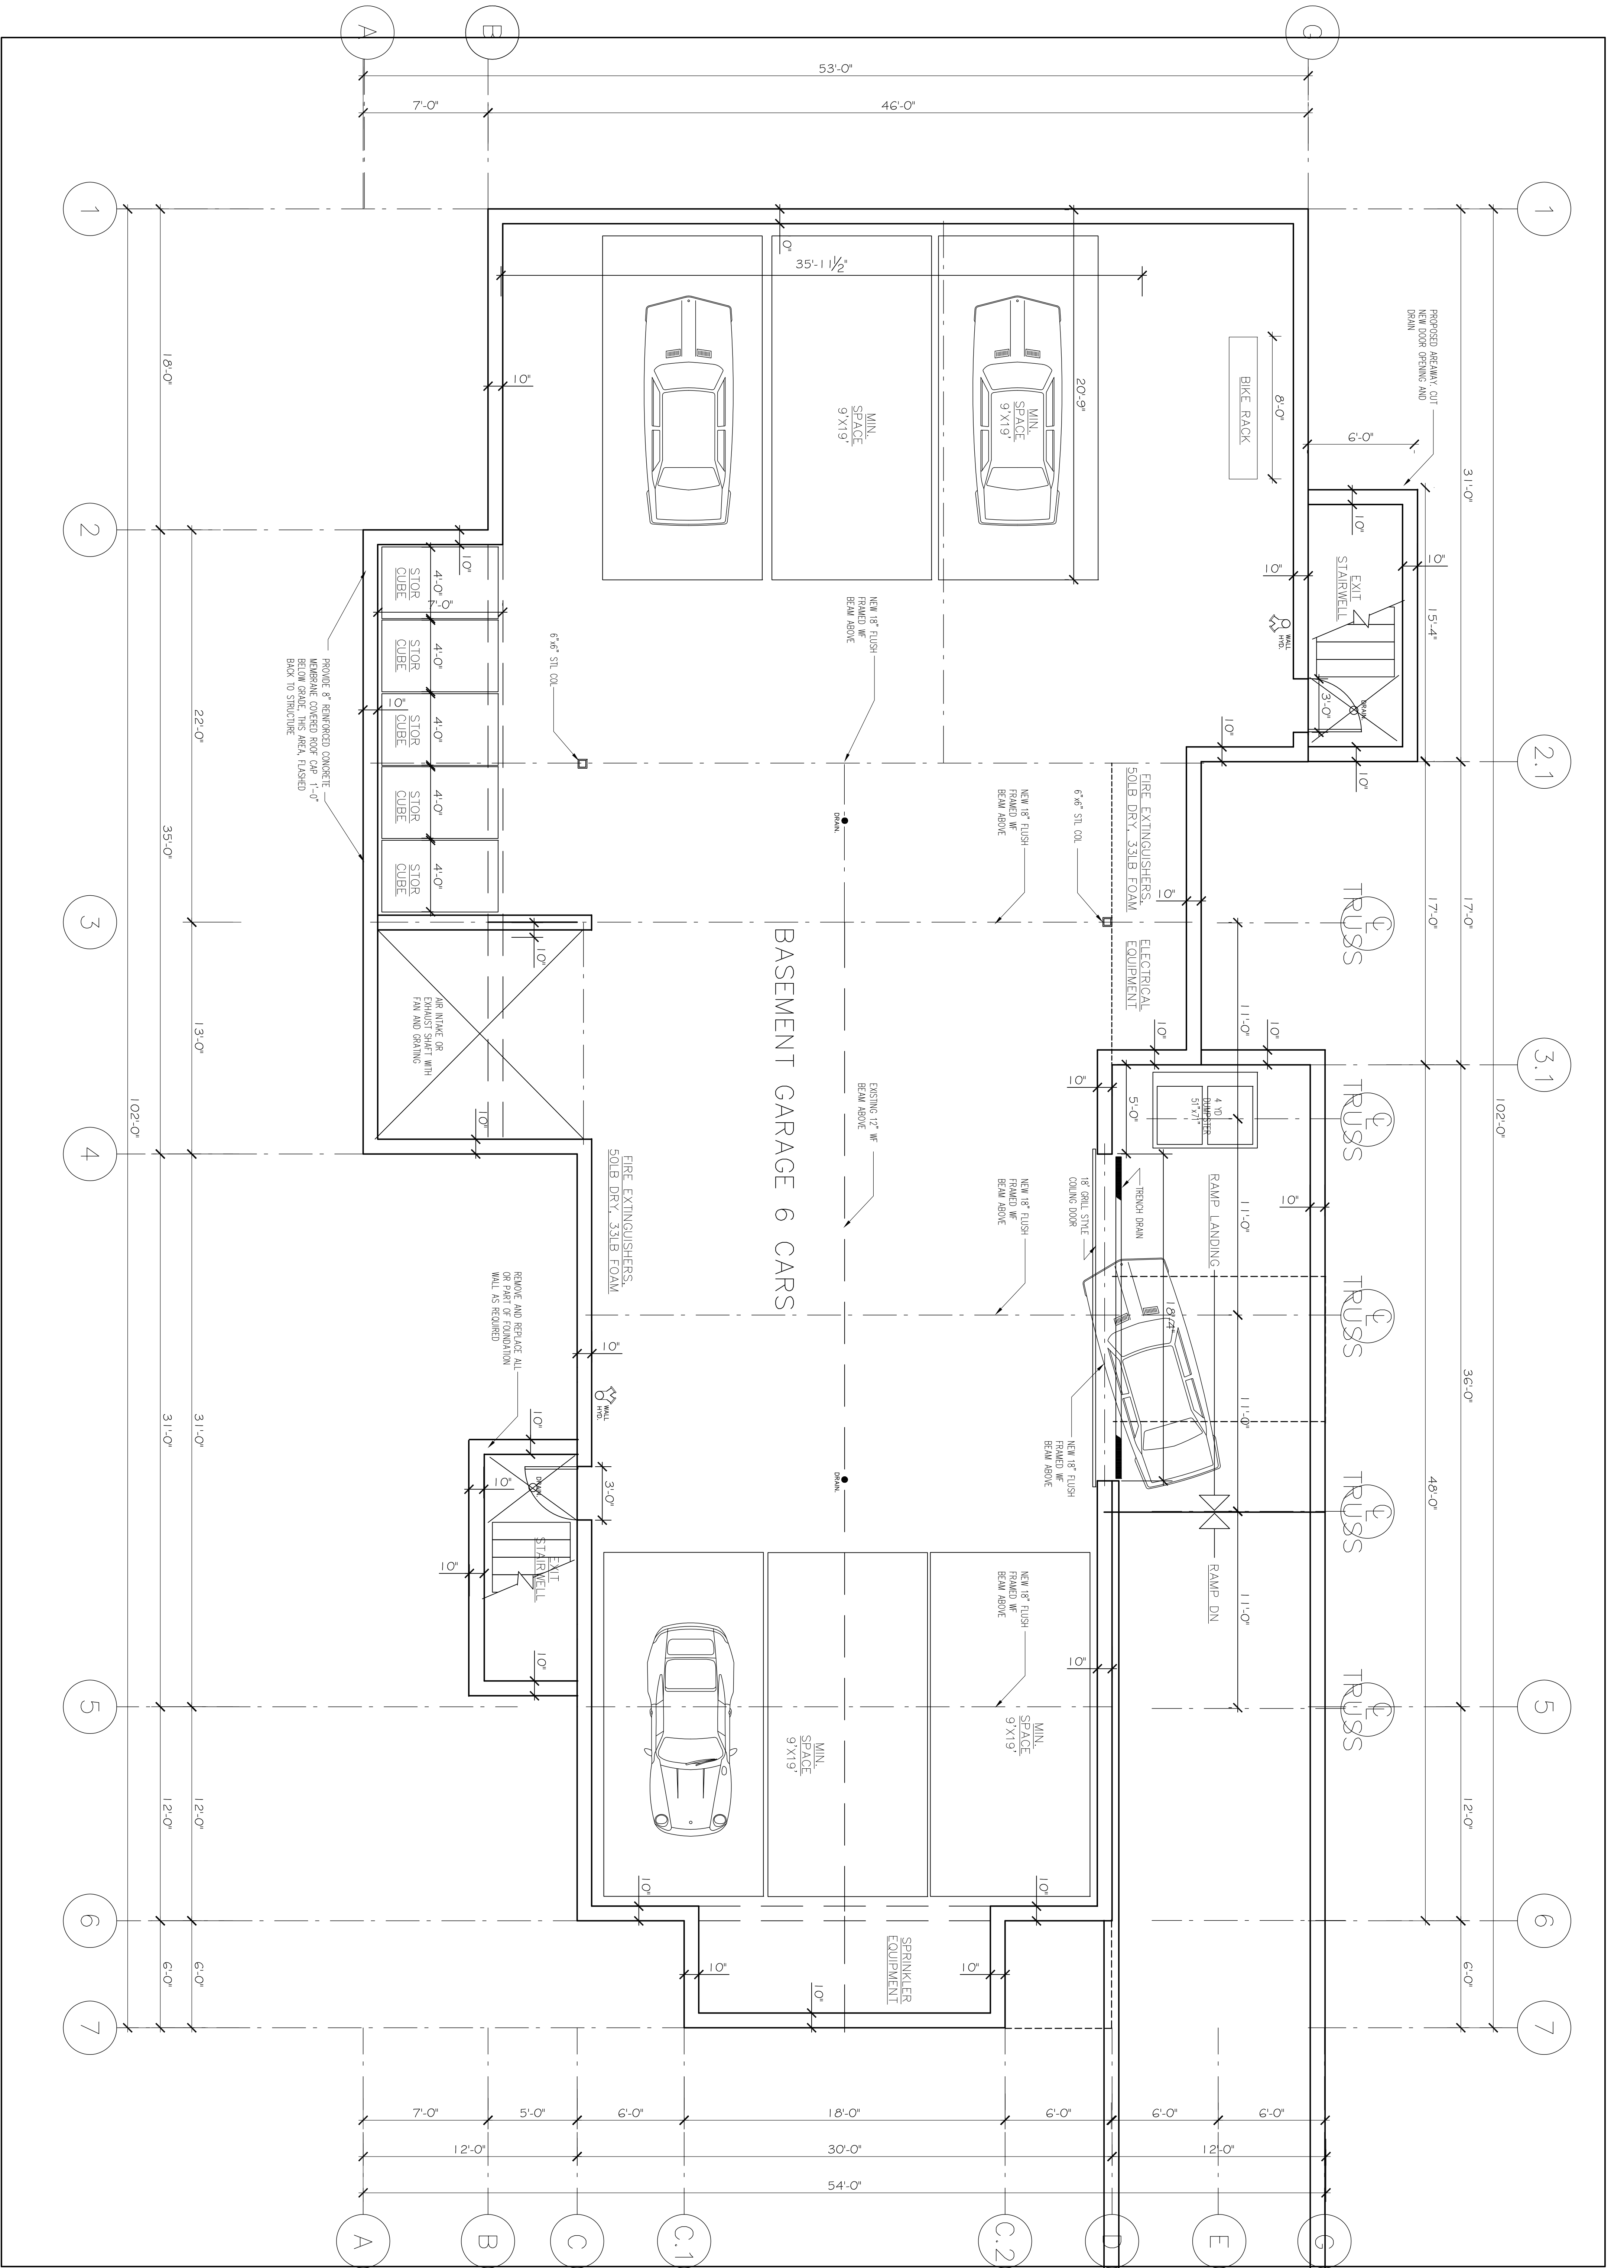 A
B
G
53'-0"
7'-0"
46'-0"
1
1
2
2.1
3
3.1
4
5
5
6
6
7
7
102'-0"
31'-0"
17'-0"
36'-0"
12'-0"
6'-0"
15'-4"
17'-0"
48'-0"
6'-0"
PROPOSED AREAWAY. CUT
NEW DOOR OPENING AND
DRAIN
℄
TRUSS
℄
TRUSS
℄
TRUSS
℄
TRUSS
℄
TRUSS
11'-0"
11'-0"
11'-0"
11'-0"
EXIT
STAIRWELL
DRAIN
3'-0"
10"
10"
10"
10"
10"
8'-0"
BIKE RACK
WALL
HYD.
10"
10"
10"
10"
10"
10"
4 YD
DUMPSTER
51"x71"
RAMP LANDING
RAMP DN
5'-0"
18'-4"
TRENCH DRAIN
18' GRILL STYLE
COILING DOOR
FIRE EXTINGUISHERS,
50LB DRY, 33LB FOAM
ELECTRICAL
EQUIPMENT
6"x6" STL COL
NEW 18" FLUSH
FRAMED WF
BEAM ABOVE
NEW 18" FLUSH
FRAMED WF
BEAM ABOVE
NEW 18" FLUSH
FRAMED WF
BEAM ABOVE
NEW 18" FLUSH
FRAMED WF
BEAM ABOVE
20'-9"
35'-11 1/2"
0"
MIN.
SPACE
9'X19'
MIN.
SPACE
9'X19'
NEW 18" FLUSH
FRAMED WF
BEAM ABOVE
EXISTING 12" WF
BEAM ABOVE
DRAIN.
DRAIN.
BASEMENT GARAGE 6 CARS
MIN.
SPACE
9'X19'
MIN.
SPACE
9'X19'
10"
10"
SPRINKLER
EQUIPMENT
10"
10"
10"
10"
6"x6" STL COL
FIRE EXTINGUISHERS,
50LB DRY, 33LB FOAM
WALL
HYD.
10"
3'-0"
10"
10"
REMOVE AND REPLACE ALL
OR PART OF FOUNDATION
WALL AS REQUIRED
10"
DRAIN
10"
EXIT
STAIRWELL
10"
10"
10"
10"
4'-0"
4'-0"
4'-0"
4'-0"
4'-0"
7'-0"
STOR
CUBE
STOR
CUBE
STOR
CUBE
STOR
CUBE
STOR
CUBE
10"
10"
AIR INTAKE OR
EXHAUST SHAFT WITH
FAN AND GRATING
PROVIDE 8" REINFORCED CONCRETE
MEMBRANE COVERED ROOF CAP 1'-0"
BELOW GRADE, THIS AREA, FLASHED
BACK TO STRUCTURE
22'-0"
13'-0"
31'-0"
12'-0"
6'-0"
18'-0"
35'-0"
31'-0"
12'-0"
6'-0"
102'-0"
7'-0"
5'-0"
6'-0"
18'-0"
6'-0"
6'-0"
6'-0"
12'-0"
30'-0"
12'-0"
54'-0"
A
B
C
C.1
C.2
D
E
G